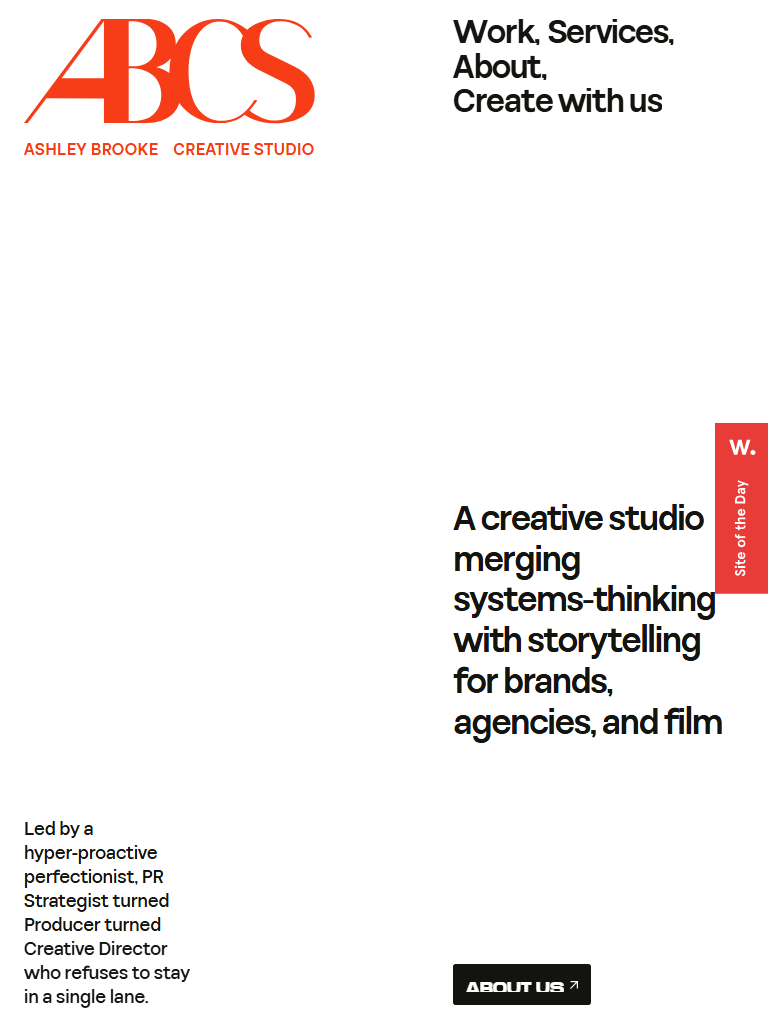 ABCS
ASHLEY BROOKE CREATIVE STUDIO
Work, Services,
About,
Create with us
W.
Site of the Day
A creative studio
merging
systems-thinking
with storytelling
for brands,
agencies, and film
Led by a
hyper-proactive
perfectionist, PR
Strategist turned
Producer turned
Creative Director
who refuses to stay
in a single lane.
ABOUT US